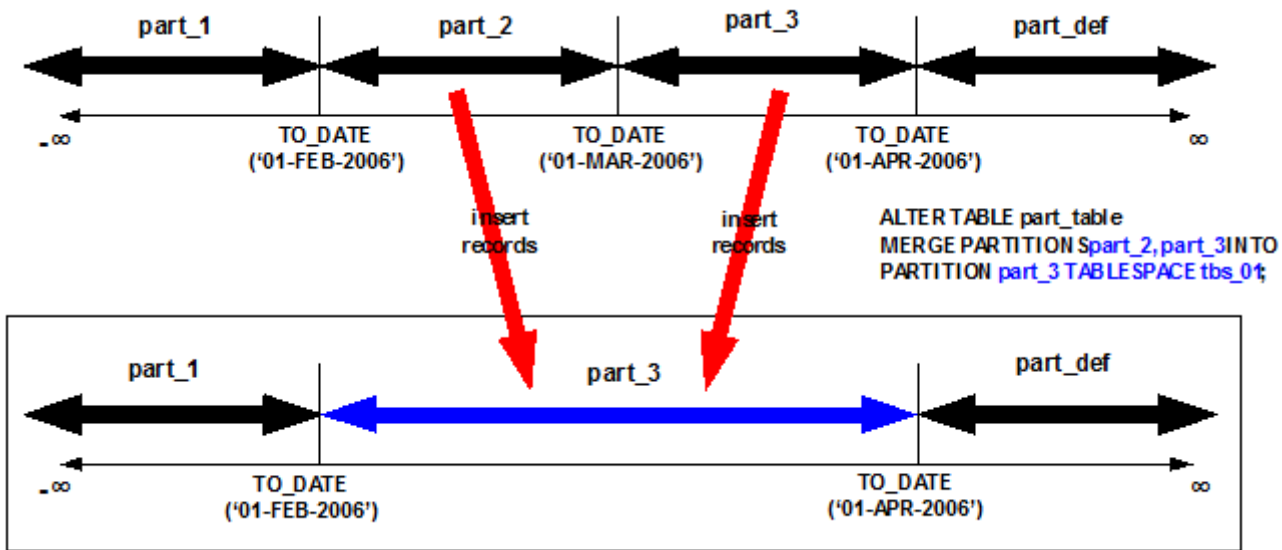 part_1 part_2 part_3 part_def
-∞ TO_DATE TO_DATE TO_DATE ∞
(‘01-FEB-2006’) (‘01-MAR-2006’) (‘01-APR-2006’)
insert insert
records records
ALTER TABLE part_table
MERGE PARTITIONS part_2, part_3 INTO
PARTITION part_3 TABLESPACE tbs_01;
part_1 part_3 part_def
-∞ TO_DATE TO_DATE ∞
(‘01-FEB-2006’) (‘01-APR-2006’)